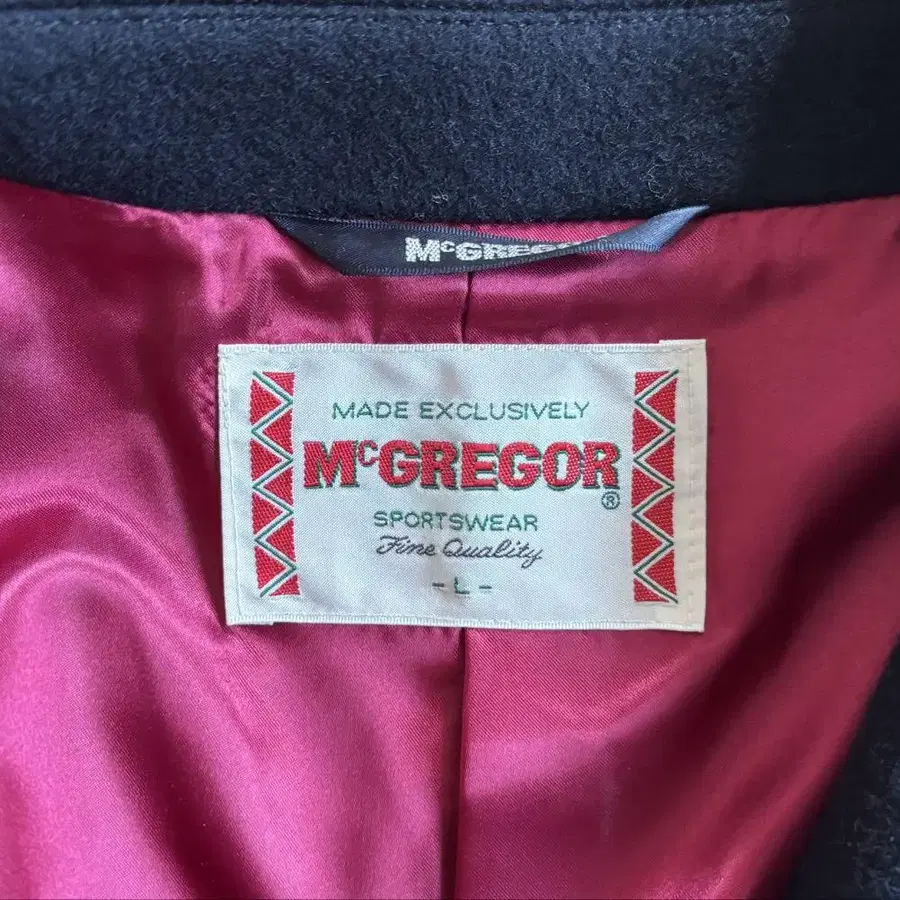 McGREGOR
MADE EXCLUSIVELY
McGREGOR®
SPORTSWEAR
Fine Quality
- L -